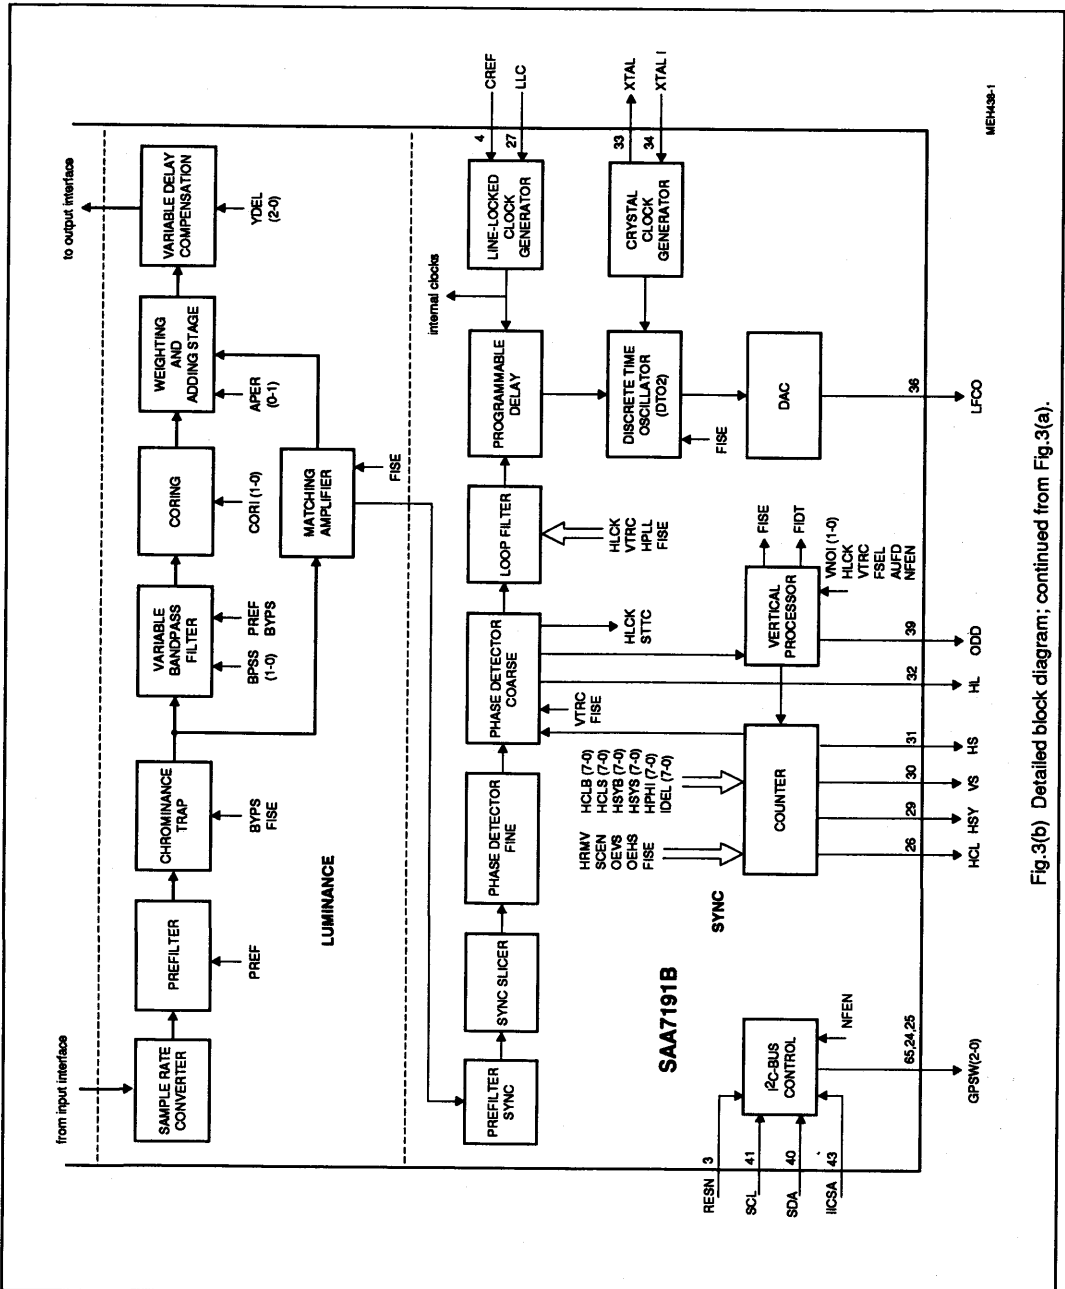 from input interface
to output interface
SAMPLE RATE
CONVERTER
PREFILTER
PREF
CHROMINANCE
TRAP
BYPS
FISE
VARIABLE
BANDPASS
FILTER
BPSS
(1-0)
PREF
BYPS
CORING
CORI (1-0)
WEIGHTING
AND
ADDING STAGE
APER
(0-1)
VARIABLE DELAY
COMPENSATION
YDEL
(2-0)
MATCHING
AMPLIFIER
FISE
LUMINANCE
PREFILTER
SYNC
SYNC SLICER
PHASE DETECTOR
FINE
PHASE DETECTOR
COARSE
VTRC
FISE
HLCK
STTC
LOOP FILTER
HLCK
VTRC
HPLL
FISE
PROGRAMMABLE
DELAY
internal clocks
LINE-LOCKED
CLOCK
GENERATOR
4
CREF
27
LLC
DISCRETE TIME
OSCILLATOR
(DTO2)
FISE
CRYSTAL
CLOCK
GENERATOR
33
XTAL
34
XTAL I
DAC
36
LFCO
VERTICAL
PROCESSOR
FISE
FIDT
VNOI (1-0)
HLCK
VTRC
FSEL
AUFD
NFEN
39
ODD
32
HL
HRMV
SCEN
OEVS
OEHS
FISE
HCLB (7-0)
HCLS (7-0)
HSYB (7-0)
HSYS (7-0)
HPHI (7-0)
IDEL (7-0)
COUNTER
31
HS
30
VS
29
HSY
26
HCL
SYNC
SAA7191B
I2C-BUS
CONTROL
NFEN
RESN
3
SCL
41
SDA
40
IICSA
43
65,24,25
GPSW(2-0)
MEH438-1
Fig.3(b) Detailed block diagram; continued from Fig.3(a).